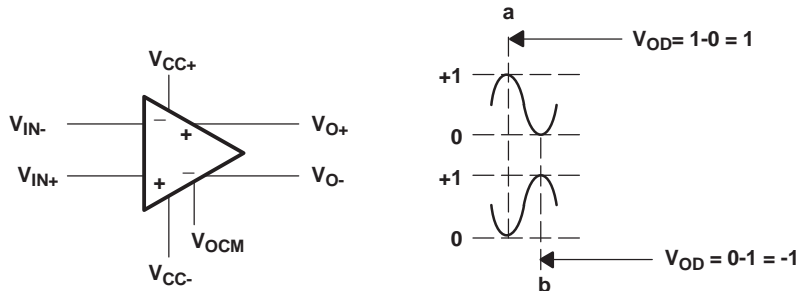 a
V_OD= 1-0 = 1
V_CC+
+1
V_IN-
–
+
V_O+
0
V_IN+
+
–
V_O-
+1
V_OCM
0
V_CC-
V_OD = 0-1 = -1
b